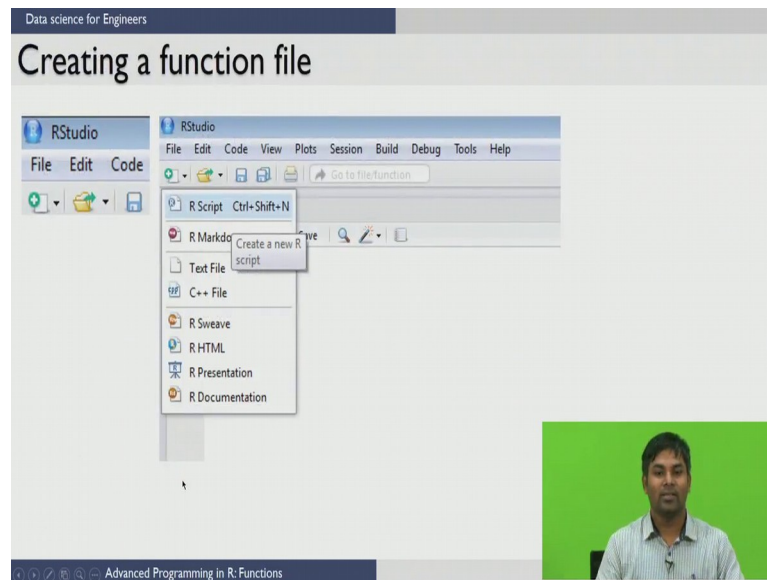 Data science for Engineers
Creating a function file
RStudio
File Edit Code
RStudio
File Edit Code View Plots Session Build Debug Tools Help
Go to file/function
R Script Ctrl+Shift+N
R Markdo
Create a new R
script
Text File
C++ File
R Sweave
R HTML
R Presentation
R Documentation
Advanced Programming in R: Functions